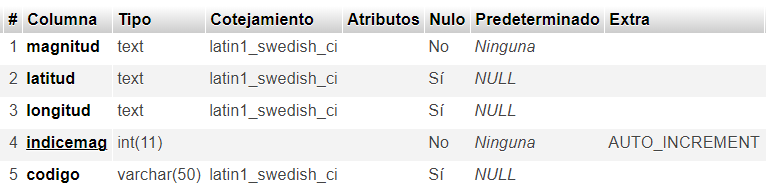 # Columna Tipo Cotejamiento Atributos Nulo Predeterminado Extra
1 magnitud text latin1_swedish_ci No Ninguna
2 latitud text latin1_swedish_ci Sí NULL
3 longitud text latin1_swedish_ci Sí NULL
4 indicemag int(11) No Ninguna AUTO_INCREMENT
5 codigo varchar(50) latin1_swedish_ci Sí NULL